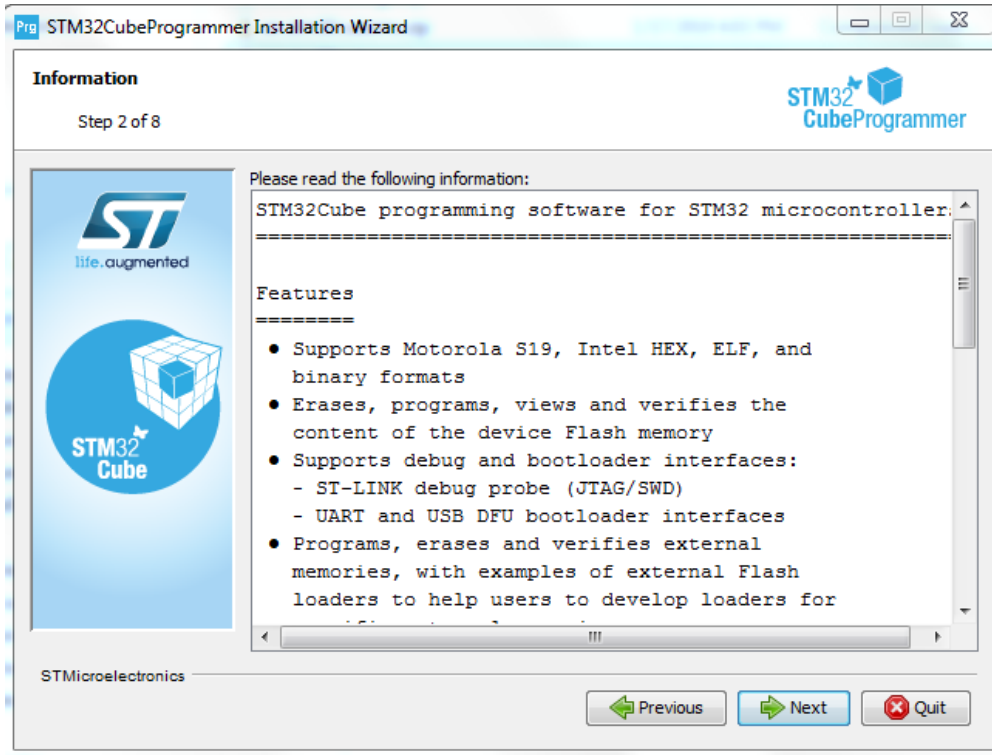 Prg STM32CubeProgrammer Installation Wizard
Information
Step 2 of 8
STM32
CubeProgrammer
ST
life.augmented
STM32
Cube
Please read the following information:
STM32Cube programming software for STM32 microcontroller
=========================================================
Features
========
● Supports Motorola S19, Intel HEX, ELF, and
binary formats
● Erases, programs, views and verifies the
content of the device Flash memory
● Supports debug and bootloader interfaces:
- ST-LINK debug probe (JTAG/SWD)
- UART and USB DFU bootloader interfaces
● Programs, erases and verifies external
memories, with examples of external Flash
loaders to help users to develop loaders for
STMicroelectronics
Previous
Next
Quit